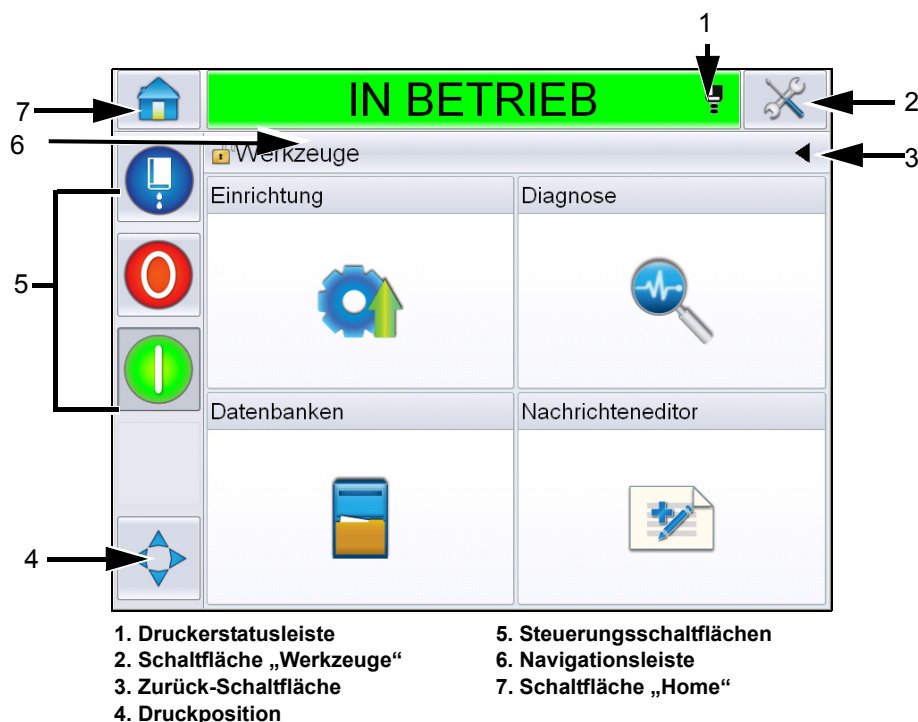 1
7
IN BETRIEB
2
6
Werkzeuge
3
Einrichtung
Diagnose
5
Datenbanken
Nachrichteneditor
4
1. Druckerstatusleiste
2. Schaltfläche „Werkzeuge“
3. Zurück-Schaltfläche
4. Druckposition
5. Steuerungsschaltflächen
6. Navigationsleiste
7. Schaltfläche „Home“